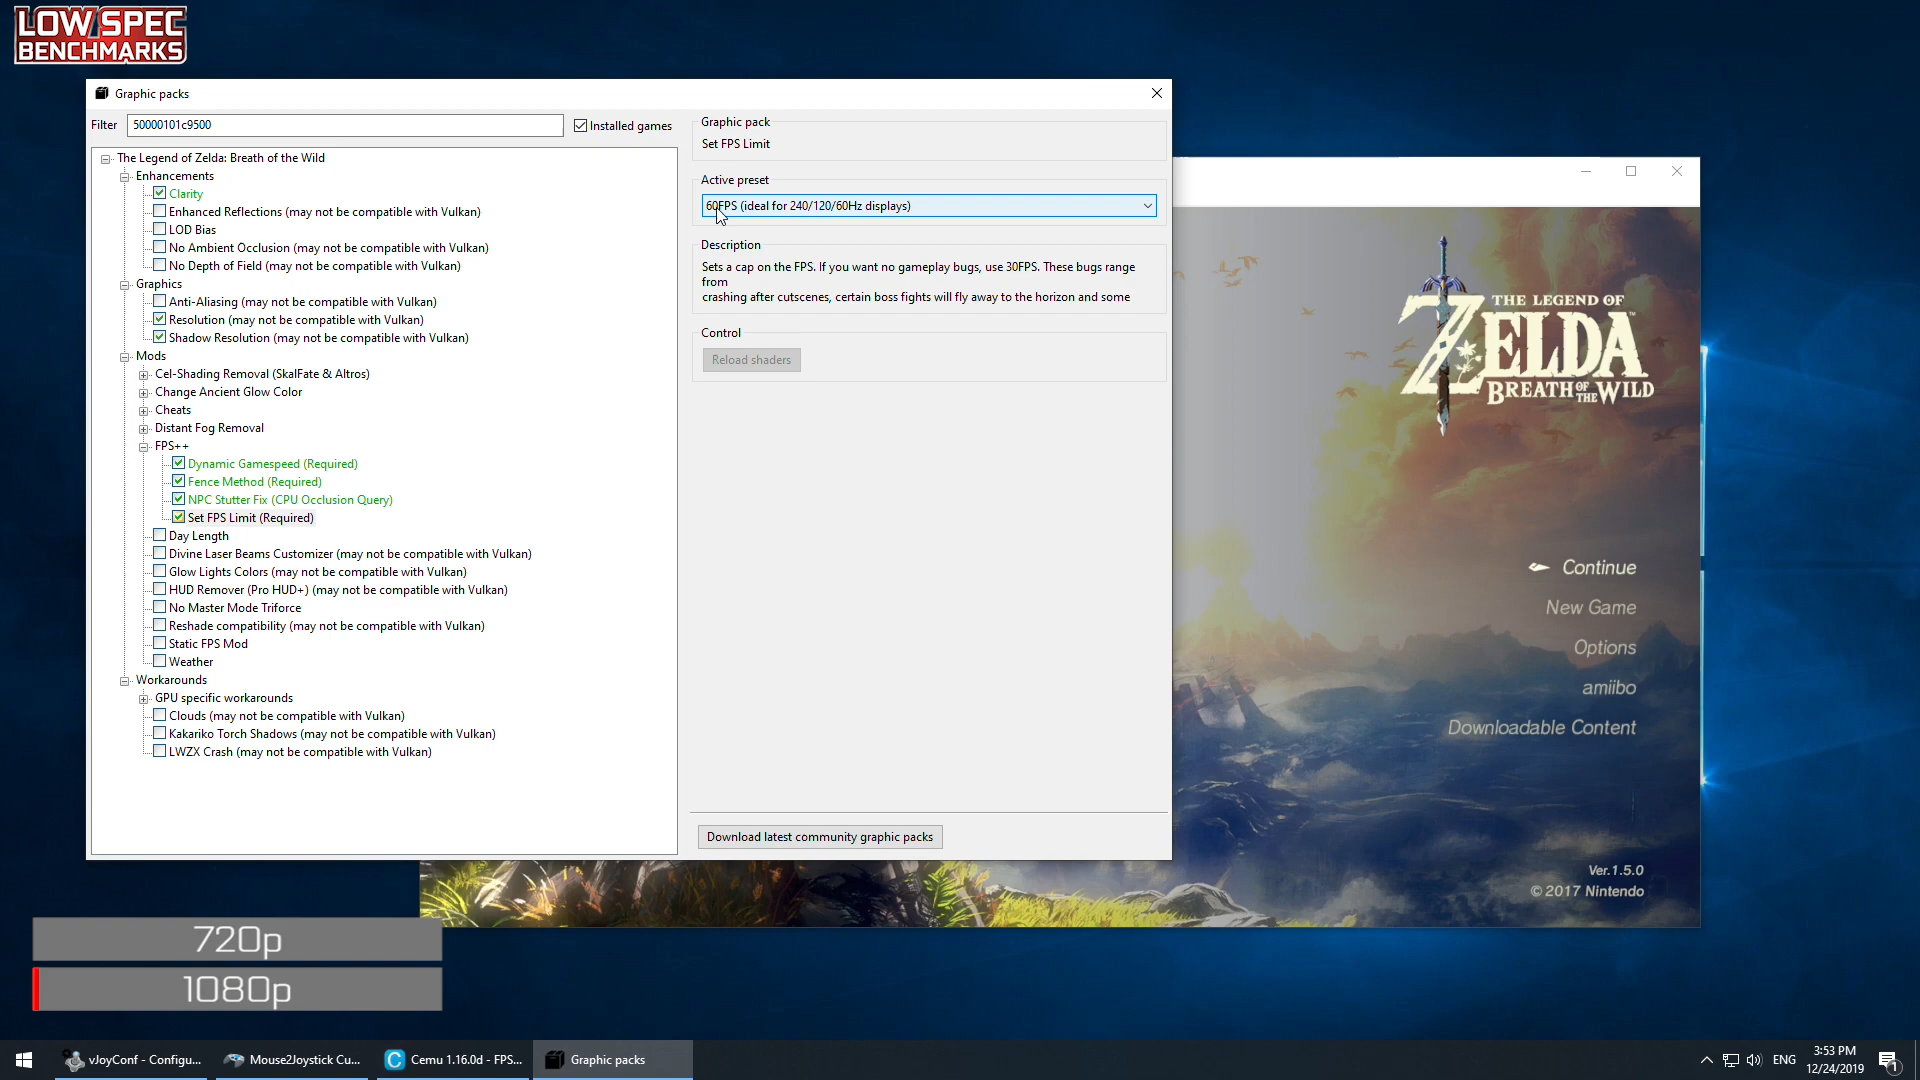 LOW SPEC
BENCHMARKS
Graphic packs
Filter
50000101c9500
Installed games
The Legend of Zelda: Breath of the Wild
Enhancements
Clarity
Enhanced Reflections (may not be compatible with Vulkan)
LOD Bias
No Ambient Occlusion (may not be compatible with Vulkan)
No Depth of Field (may not be compatible with Vulkan)
Graphics
Anti-Aliasing (may not be compatible with Vulkan)
Resolution (may not be compatible with Vulkan)
Shadow Resolution (may not be compatible with Vulkan)
Mods
Cel-Shading Removal (SkalFate & Altros)
Change Ancient Glow Color
Cheats
Distant Fog Removal
FPS++
Dynamic Gamespeed (Required)
Fence Method (Required)
NPC Stutter Fix (CPU Occlusion Query)
Set FPS Limit (Required)
Day Length
Divine Laser Beams Customizer (may not be compatible with Vulkan)
Glow Lights Colors (may not be compatible with Vulkan)
HUD Remover (Pro HUD+) (may not be compatible with Vulkan)
No Master Mode Triforce
Reshade compatibility (may not be compatible with Vulkan)
Static FPS Mod
Weather
Workarounds
GPU specific workarounds
Clouds (may not be compatible with Vulkan)
Kakariko Torch Shadows (may not be compatible with Vulkan)
LWZX Crash (may not be compatible with Vulkan)
Graphic pack
Set FPS Limit
Active preset
60FPS (ideal for 240/120/60Hz displays)
Description
Sets a cap on the FPS. If you want no gameplay bugs, use 30FPS. These bugs range
from
crashing after cutscenes, certain boss fights will fly away to the horizon and some
Control
Reload shaders
Download latest community graphic packs
THE LEGEND OF
ZELDA
BREATH OF THE WILD
TM
Continue
New Game
Options
amiibo
Downloadable Content
Ver.1.5.0
© 2017 Nintendo
720p
1080p
vJoyConf - Configu...
Mouse2Joystick Cu...
Cemu 1.16.0d - FPS...
Graphic packs
ENG
3:53 PM
12/24/2019
1